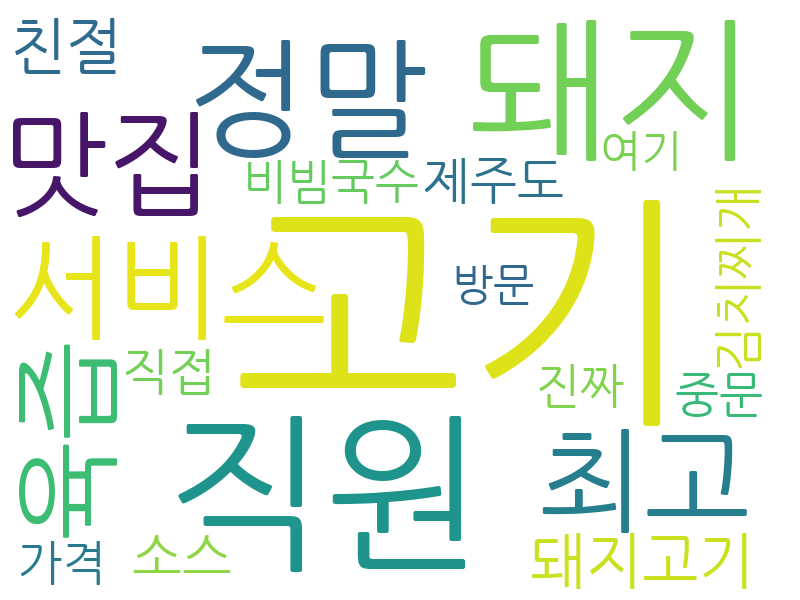 친절
정말
돼지
맛집
여기
비빔국수
제주도
김치찌개
서비스
고기
방문
육즙
직접
진짜
중문
직원
최고
가격
소스
돼지고기